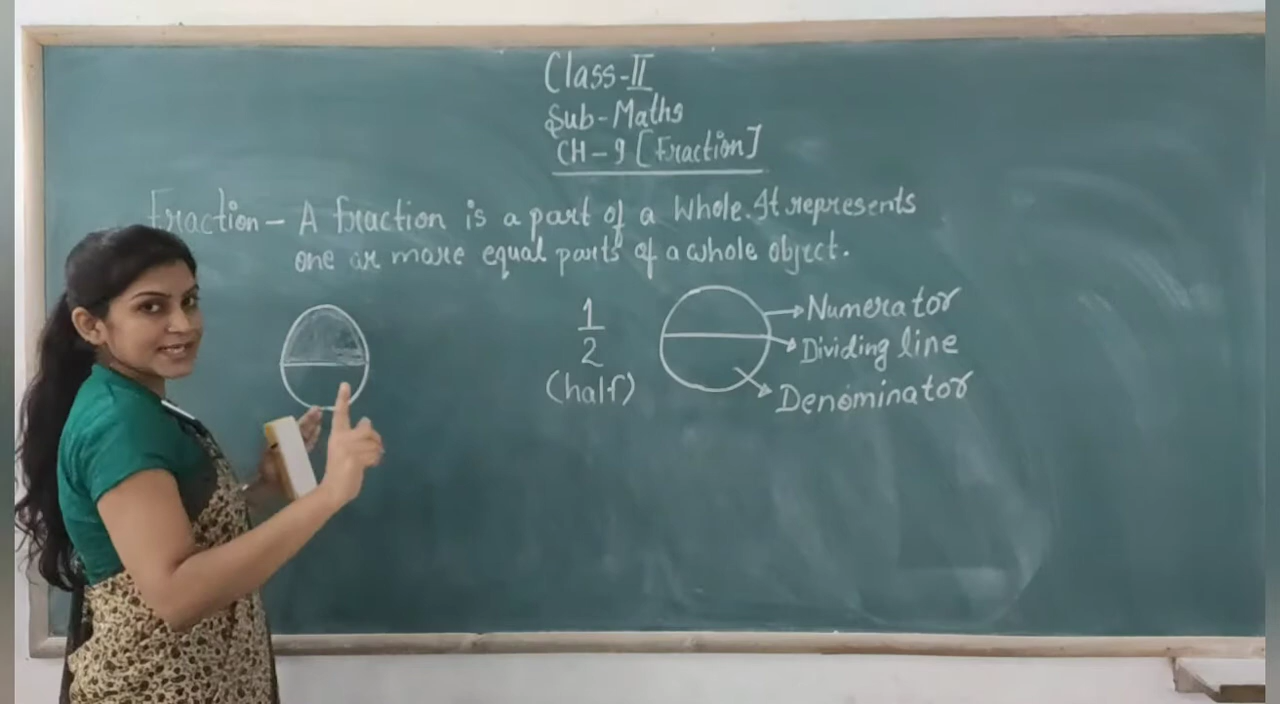 Class-II
Sub-Maths
CH-9 [Fraction]
Fraction - A fraction is a part of a whole. It represents
one or more equal parts of a whole object.
1
2
(half)
Numerator
Dividing line
Denominator